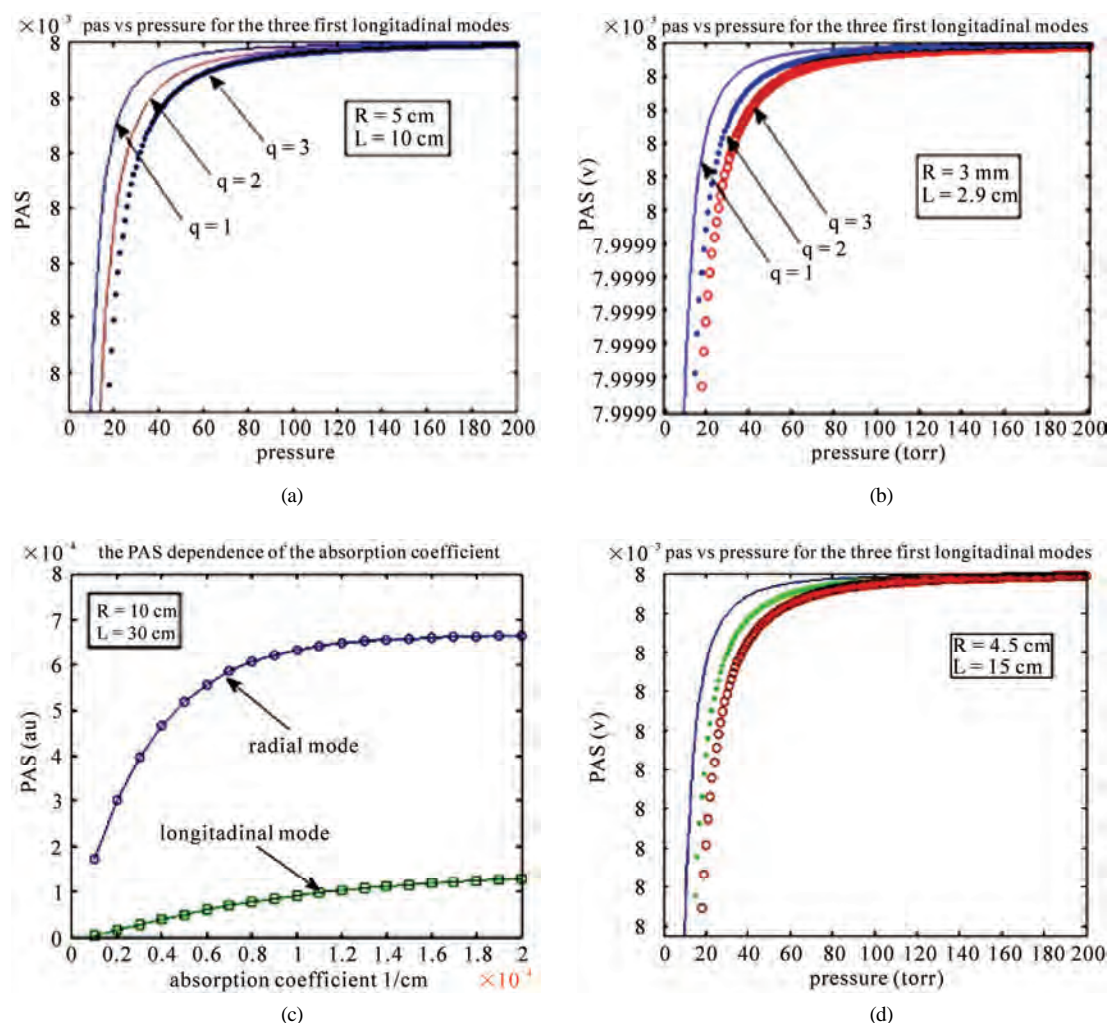 ×10³ pas vs pressure for the three first longitadinal modes
8
8
8
8
8
8
PAS
R = 5 cm
L = 10 cm
q = 3
q = 2
q = 1
0 20 40 60 80 100 120 140 160 180 200
pressure
(a)
×10⁻³ pas vs pressure for the three first longitadinal modes
8
8
8
8
8
8
7.9999
7.9999
7.9999
7.9999
7.9999
7.9999
PAS (v)
R = 3 mm
L = 2.9 cm
q = 3
q = 2
q = 1
0 20 40 60 80 100 120 140 160 180 200
pressure (torr)
(b)
×10⁻⁴ the PAS dependence of the absorption coefficient
8
7
6
5
4
3
2
1
0
PAS (au)
R = 10 cm
L = 30 cm
radial mode
longitadinal mode
0 0.2 0.4 0.6 0.8 1 1.2 1.4 1.6 1.8 2
absorption coefficient 1/cm
(c)
×10⁻³ pas vs pressure for the three first longitadinal modes
8
8
8
8
8
8
8
8
8
PAS (v)
R = 4.5 cm
L = 15 cm
0 20 40 60 80 100 120 140 160 180 200
pressure (torr)
(d)